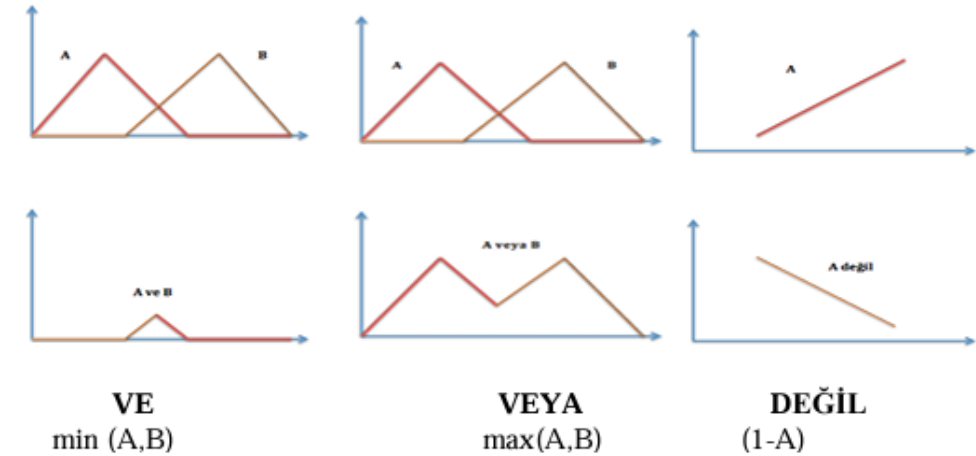 A B
A B
A
A ve B
A veya B
A değil
VE VEYA DEĞİL
min (A,B) max(A,B) (1-A)